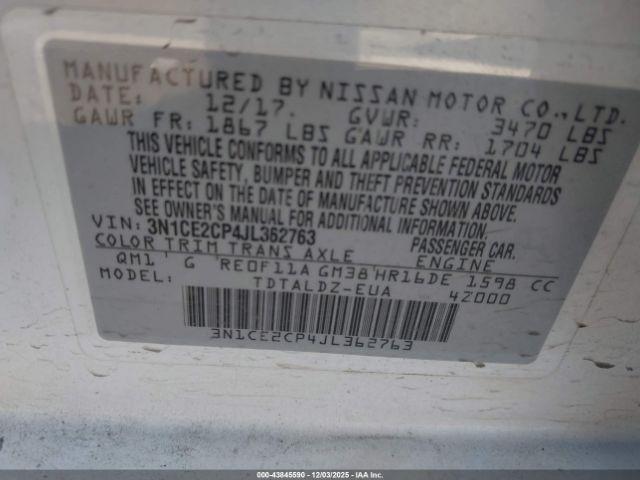 MANUFACTURED BY NISSAN MOTOR CO., LTD.
DATE: 12/17. GVWR: 3470 LBS
GAWR FR: 1867 LBS GAWR RR: 1704 LBS
THIS VEHICLE CONFORMS TO ALL APPLICABLE FEDERAL MOTOR
VEHICLE SAFETY, BUMPER AND THEFT PREVENTION STANDARDS
IN EFFECT ON THE DATE OF MANUFACTURE SHOWN ABOVE.
SEE OWNER'S MANUAL FOR ADDITIONAL INFORMATION.
VIN: 3N1CE2CP4JL362763 PASSENGER CAR.
COLOR TRIM TRANS AXLE ENGINE
QM1 G RE0F11A GM38 HR16DE 1598 CC
MODEL: TDTALDZ-EUA 4Z000
3N1CE2CP4JL362763
000-43845590 - 12/03/2025 - IAAI.COM